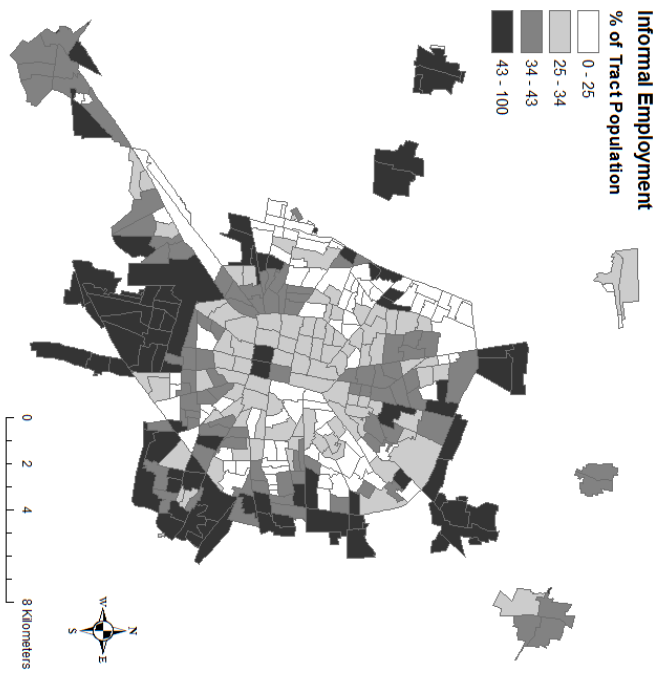 Informal Employment
% of Tract Population
0 - 25
25 - 34
34 - 43
43 - 100
0 2 4 8 Kilometers
N
W E
S